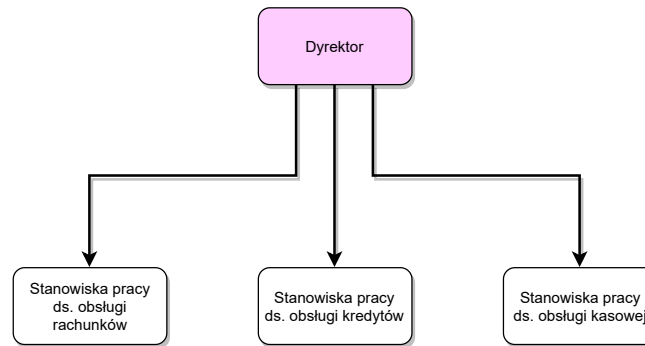 Dyrektor
Stanowiska pracy
ds. obsługi
rachunków
Stanowiska pracy
ds. obsługi kredytów
Stanowiska pracy
ds. obsługi kasowej